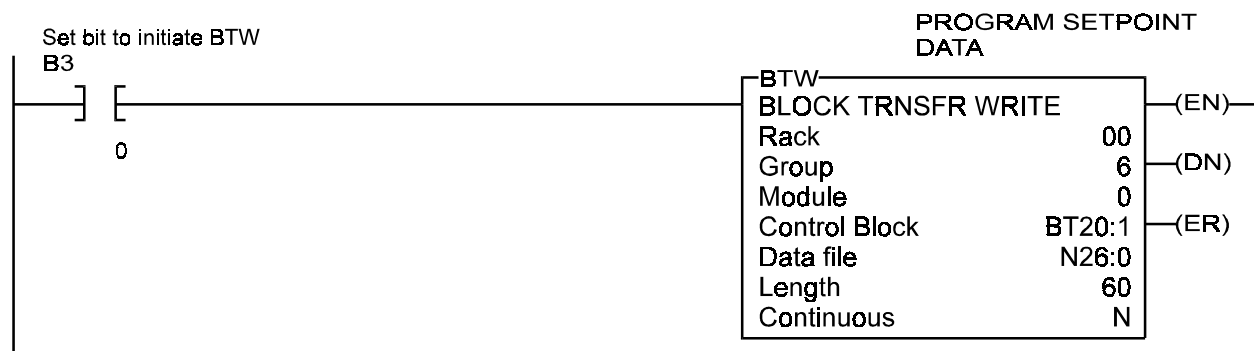 Set bit to initiate BTW
B3
0
PROGRAM SETPOINT
DATA
BTW
BLOCK TRNSFR WRITE
Rack 00
Group 6
Module 0
Control Block BT20:1
Data file N26:0
Length 60
Continuous N
(EN)
(DN)
(ER)